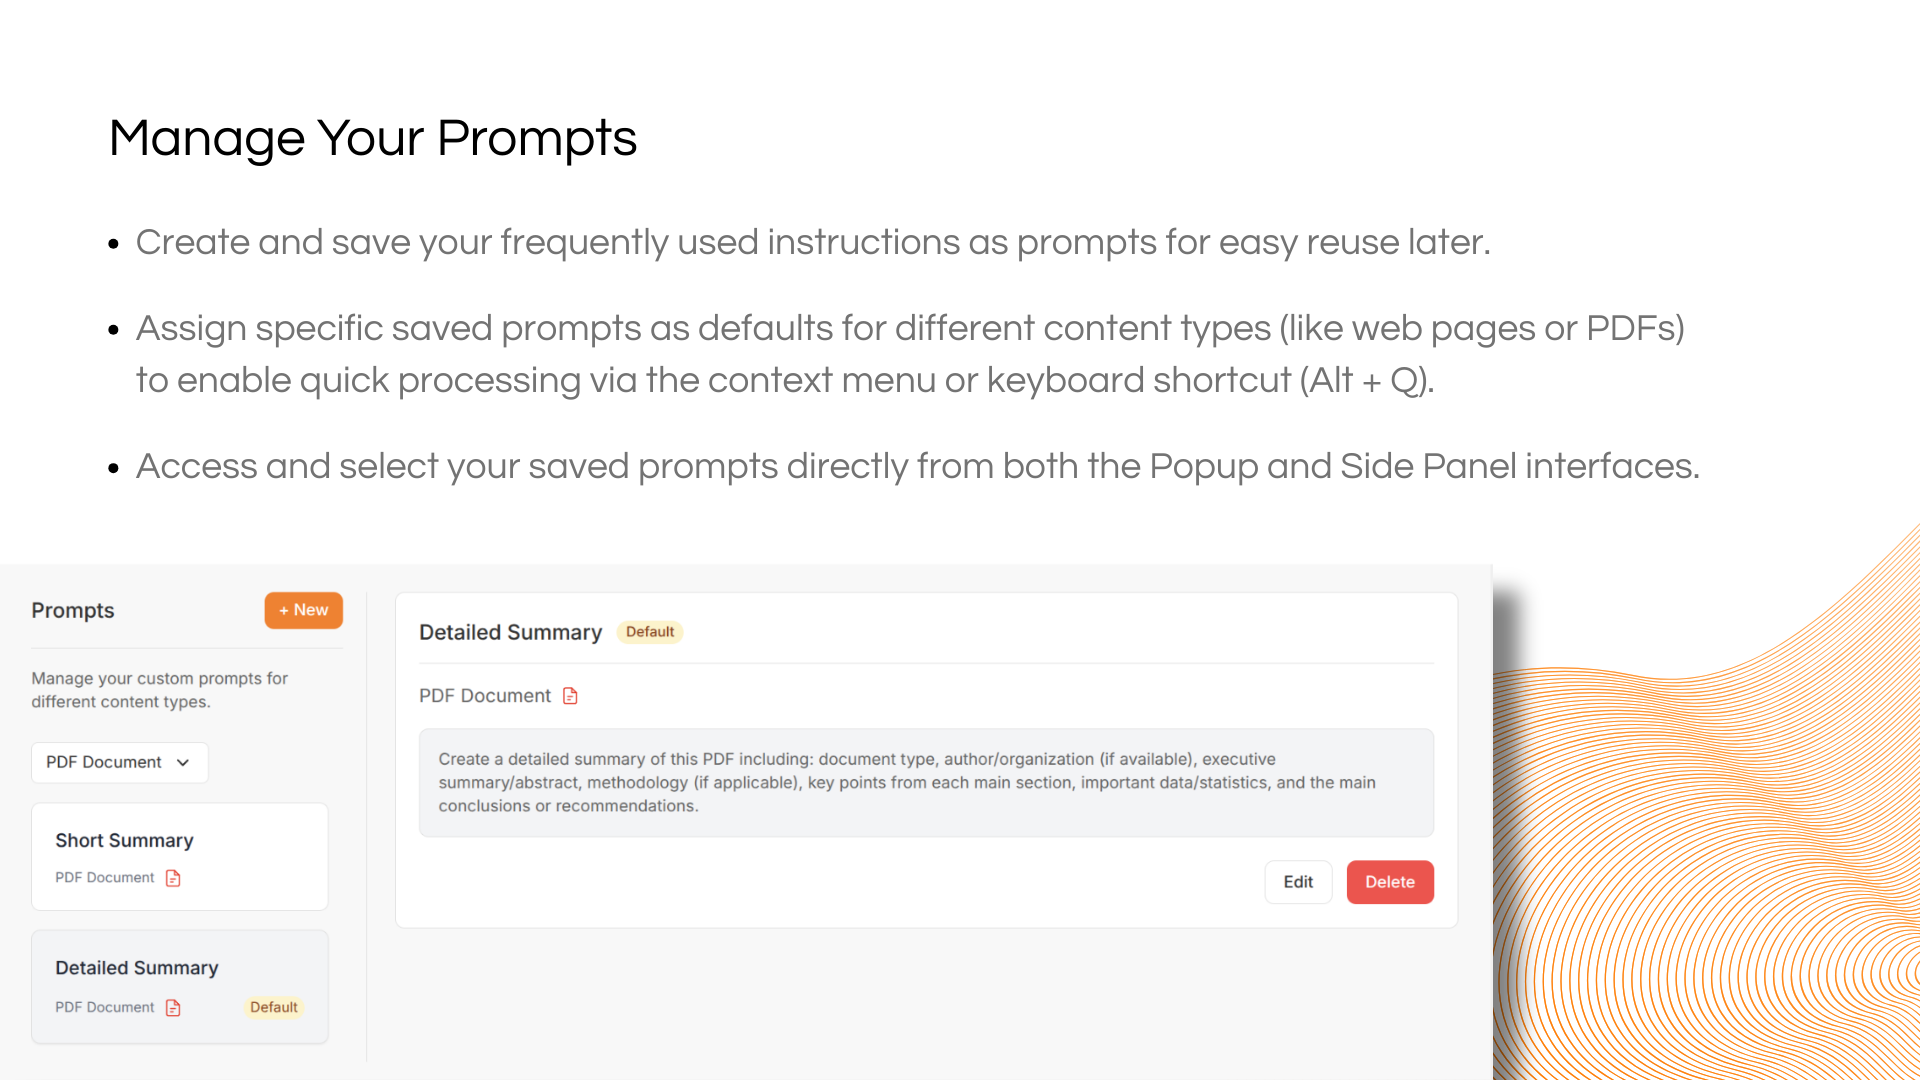 Manage Your Prompts
• Create and save your frequently used instructions as prompts for easy reuse later.
• Assign specific saved prompts as defaults for different content types (like web pages or PDFs)
to enable quick processing via the context menu or keyboard shortcut (Alt + Q).
• Access and select your saved prompts directly from both the Popup and Side Panel interfaces.
Prompts
+ New
Manage your custom prompts for
different content types.
PDF Document
Short Summary
PDF Document
Detailed Summary
PDF Document
Default
Detailed Summary
Default
PDF Document
Create a detailed summary of this PDF including: document type, author/organization (if available), executive
summary/abstract, methodology (if applicable), key points from each main section, important data/statistics, and the main
conclusions or recommendations.
Edit
Delete